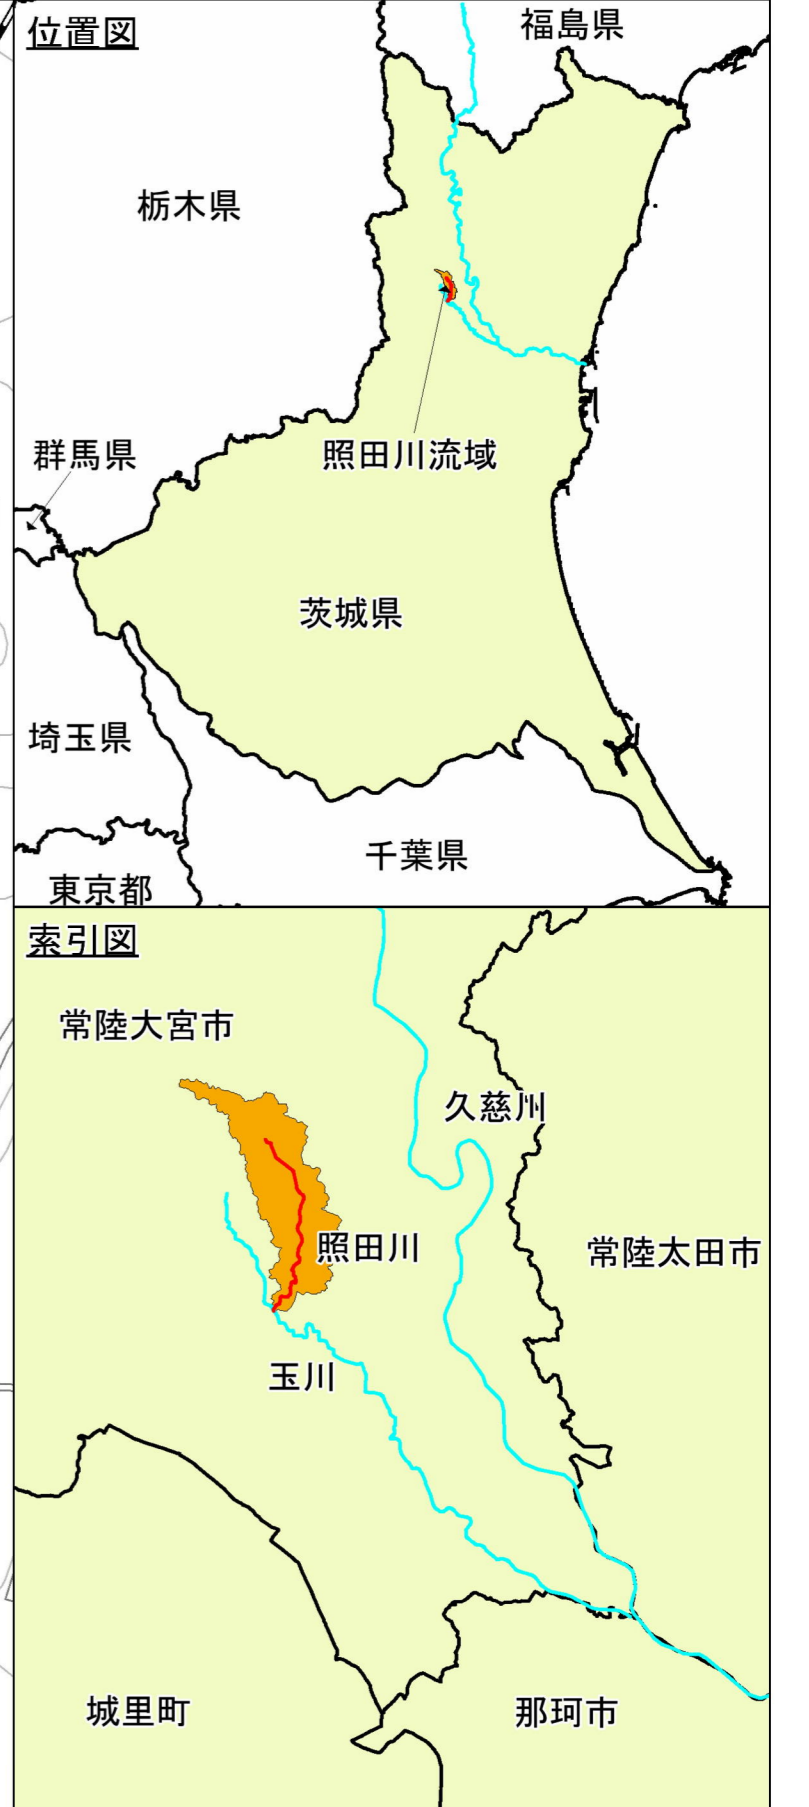 位置図
福島県
栃木県
群馬県
照田川流域
茨城県
埼玉県
千葉県
東京都
索引図
常陸大宮市
久慈川
照田川
常陸太田市
玉川
城里町
那珂市